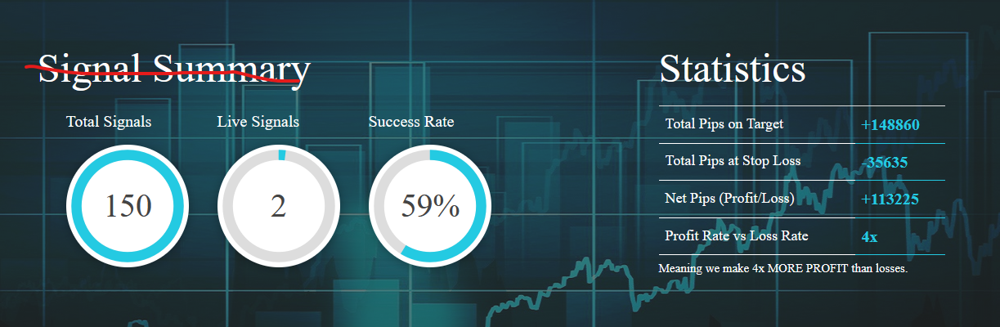 Signal Summary
Total Signals
Live Signals
Success Rate
150
2
59%
Statistics
Total Pips on Target +148860
Total Pips at Stop Loss -35635
Net Pips (Profit/Loss) +113225
Profit Rate vs Loss Rate 4x
Meaning we make 4x MORE PROFIT than losses.